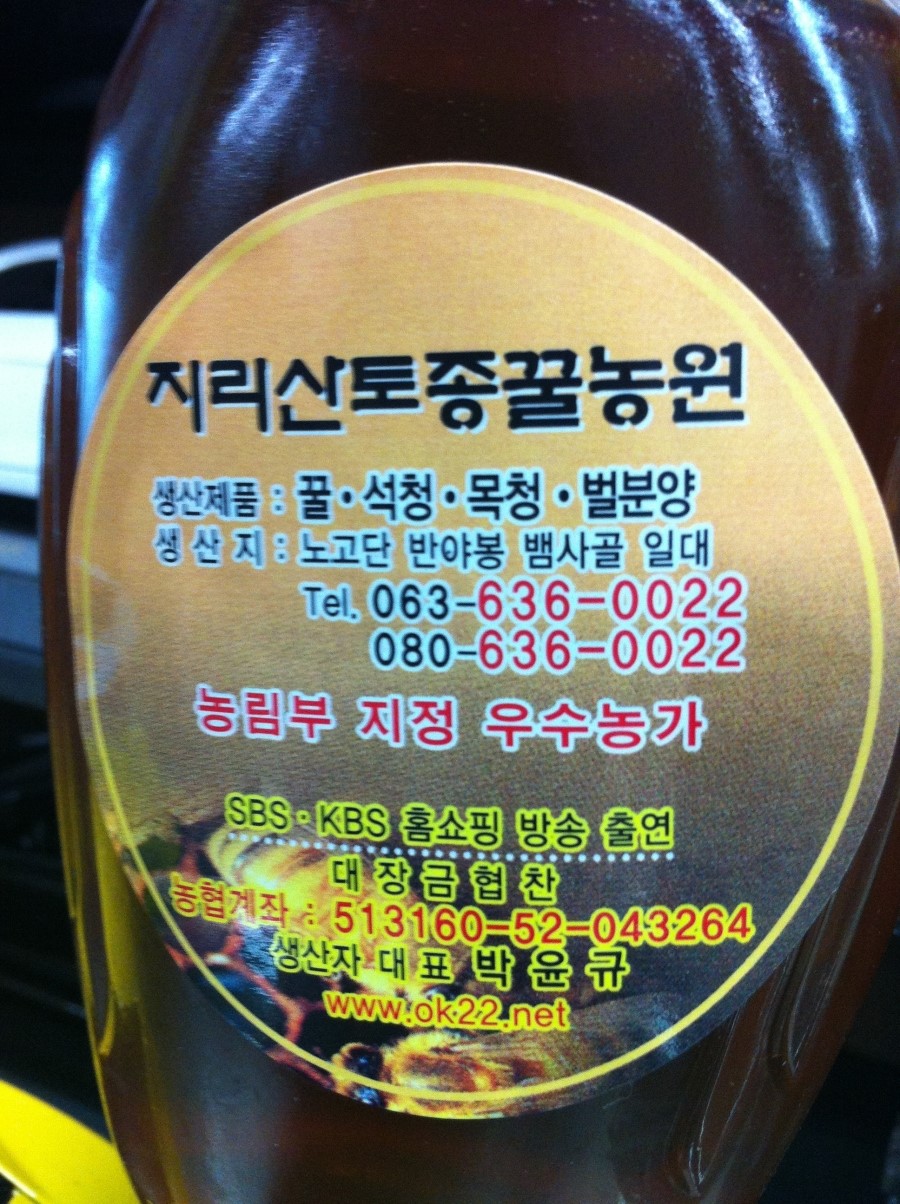 지리산토종꿀농원
생산제품 : 꿀·석청·목청·벌분양
생 산 지 : 노고단 반야봉 뱀사골 일대
Tel. 063-636-0022
080-636-0022
농림부 지정 우수농가
SBS·KBS 홈쇼핑 방송 출연
대 장 금 협 찬
농협계좌 : 513160-52-043264
생산자 대 표 박 윤 규
www.ok22.net